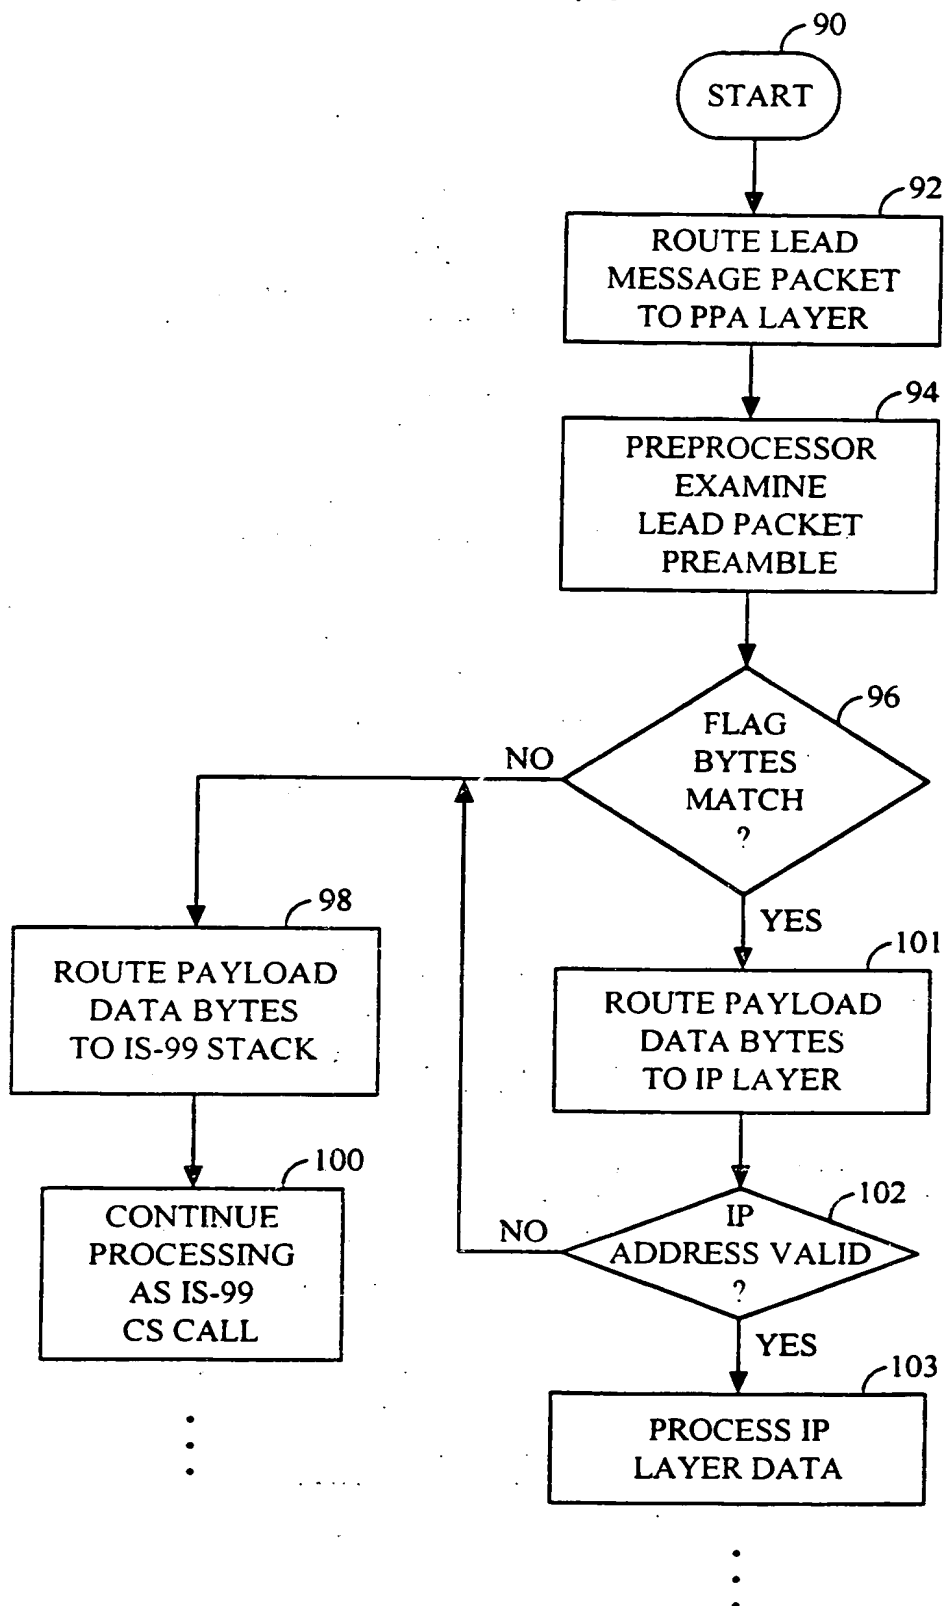 90
START
92
ROUTE LEAD
MESSAGE PACKET
TO PPA LAYER
94
PREPROCESSOR
EXAMINE
LEAD PACKET
PREAMBLE
96
FLAG
BYTES
MATCH
?
NO
YES
98
ROUTE PAYLOAD
DATA BYTES
TO IS-99 STACK
101
ROUTE PAYLOAD
DATA BYTES
TO IP LAYER
100
CONTINUE
PROCESSING
AS IS-99
CS CALL
102
IP
ADDRESS VALID
?
NO
YES
103
PROCESS IP
LAYER DATA